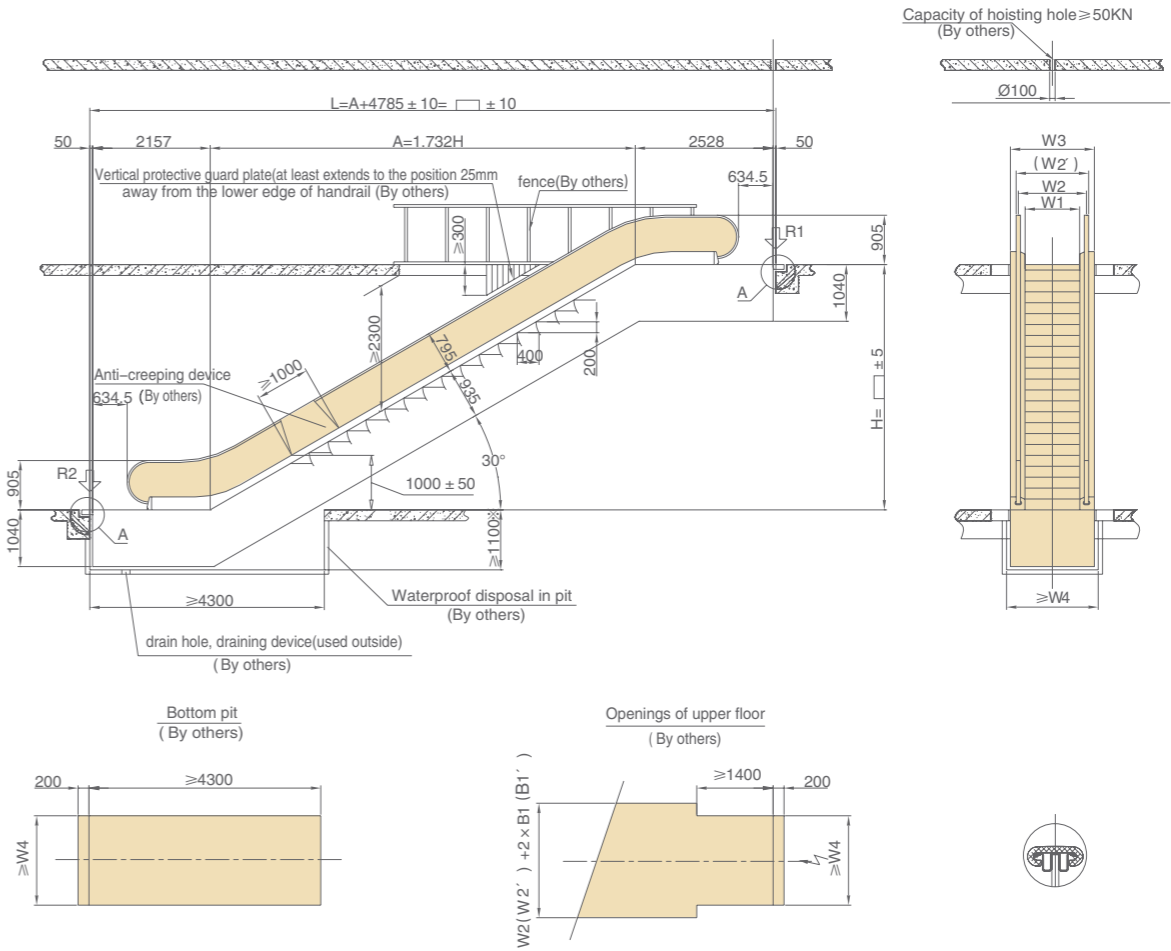 Capacity of hoisting hole≥50KN
(By others)
L=A+4785 ± 10= ± 10
Ø100
50
2157
A=1.732H
2528
50
W3
(W2′)
W2
W1
Vertical protective guard plate(at least extends to the position 25mm
away from the lower edge of handrail (By others)
fence(By others)
634.5
≥300
R1
905
A
1040
≥2300
795
400
200
H= ± 5
Anti–creeping device
(By others)
≥1000
634.5
935
30°
905
R2
1000 ± 50
1040
A
≥1100
≥4300
Waterproof disposal in pit
(By others)
≥W4
drain hole, draining device(used outside)
(By others)
Bottom pit
(By others)
Openings of upper floor
(By others)
200
≥4300
≥W4
W2(W2′) +2×B1 (B1′)
≥1400
200
≥W4